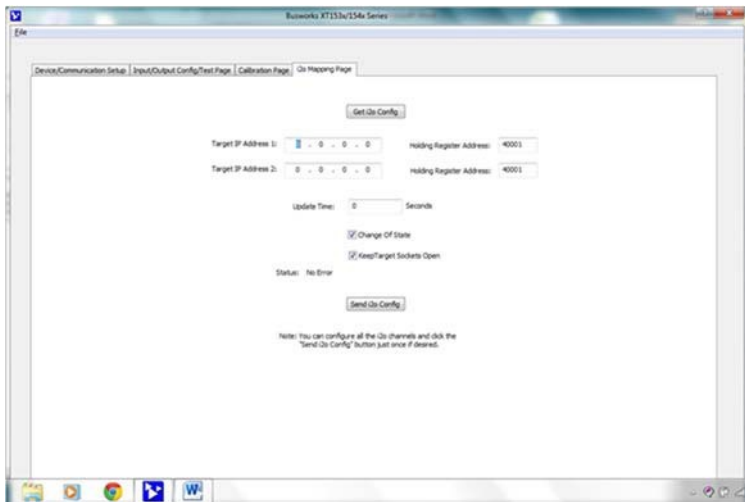 Busworks XT153x/154x Series
File
Device/Communication Setup Input/Output Config/Test Page Calibration Page i2o Mapping Page
Get i2o Config
Target IP Address 1: 0 . 0 . 0 . 0 Holding Register Address: 40001
Target IP Address 2: 0 . 0 . 0 . 0 Holding Register Address: 40001
Update Time: 0 Seconds
Change Of State
KeepTarget Sockets Open
Status: No Error
Send i2o Config
Note: You can configure all the i2o channels and click the
"Send i2o Config" button just once if desired.
W